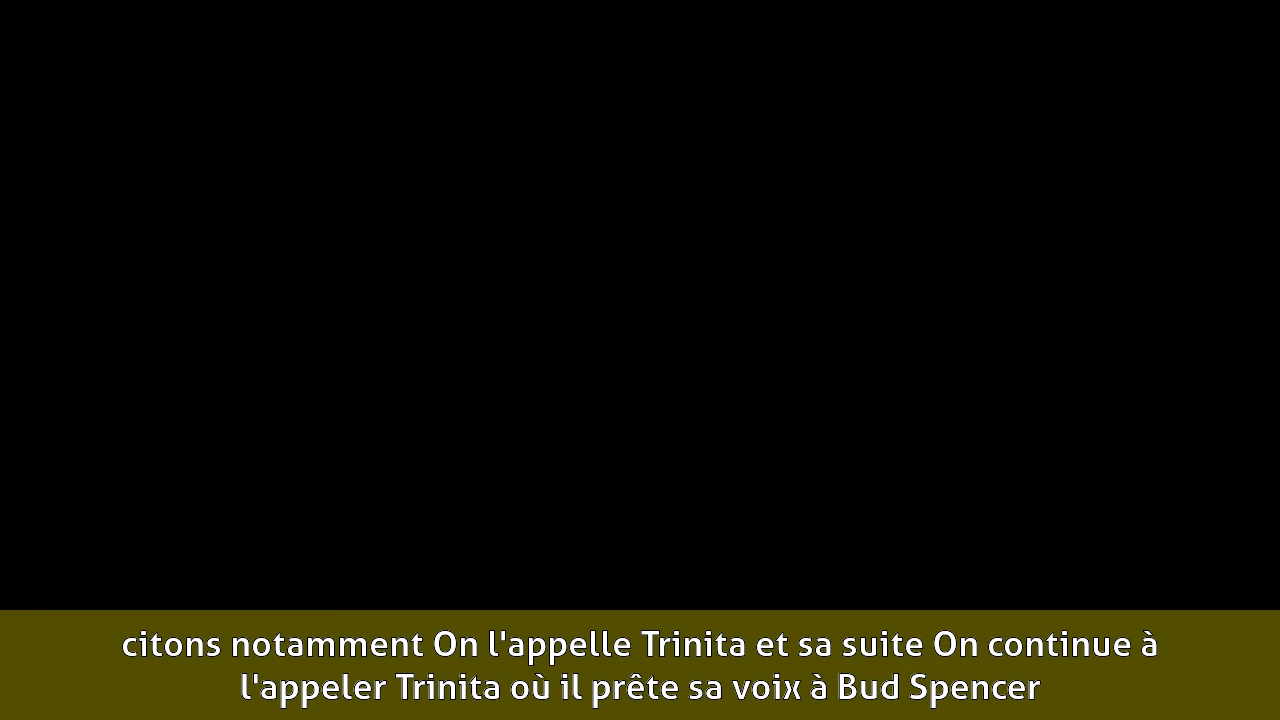 citons notamment On l'appelle Trinita et sa suite On continue à
l'appeler Trinita où il prête sa voix à Bud Spencer